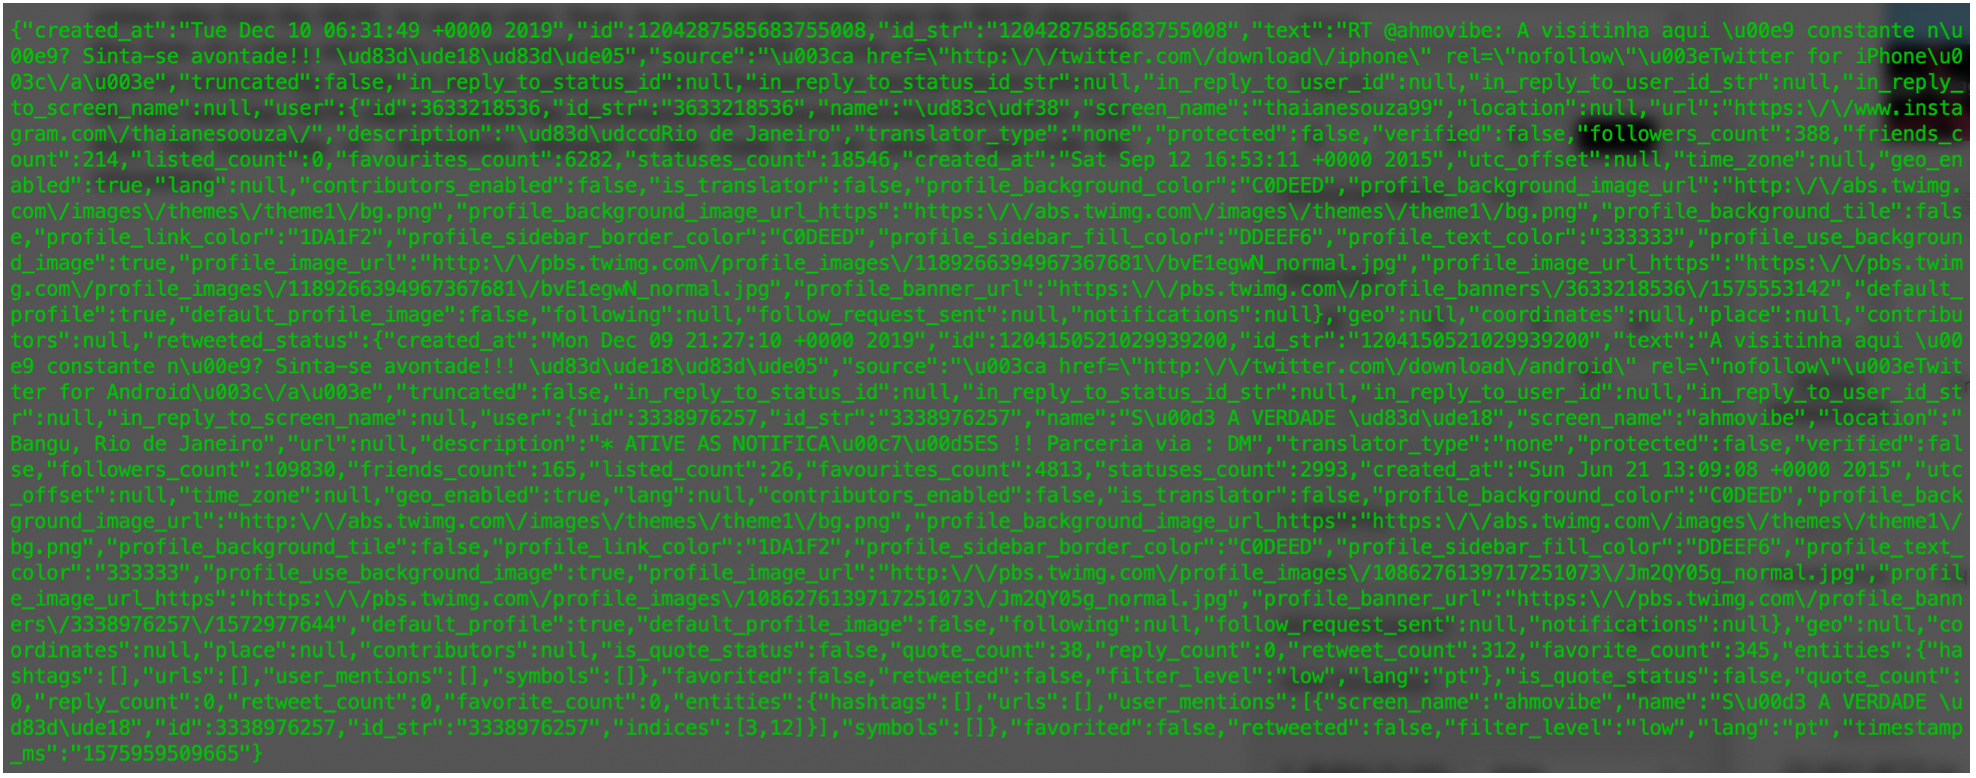 {"created_at":"Tue Dec 10 06:31:49 +0000 2019","id":1204287585683755008,"id_str":"1204287585683755008","text":"RT @ahmovibe: A visitinha aqui \u00e9 constante n\u
00e9? Sinta-se avontade!!! \ud83d\ude18\ud83d\ude05","source":"\u003ca href=\"http:\/\/twitter.com\/download\/iphone\" rel=\"nofollow\"\u003eTwitter for iPhone\u0
03c\/a\u003e","truncated":false,"in_reply_to_status_id":null,"in_reply_to_status_id_str":null,"in_reply_to_user_id":null,"in_reply_to_user_id_str":null,"in_reply_
to_screen_name":null,"user":{"id":3633218536,"id_str":"3633218536","name":"\ud83c\udf38","screen_name":"thaianesouza99","location":null,"url":"https:\/\/www.insta
gram.com\/thaianesoouza\/","description":"\ud83d\udccdRio de Janeiro","translator_type":"none","protected":false,"verified":false,"followers_count":388,"friends_c
ount":214,"listed_count":0,"favourites_count":6282,"statuses_count":18546,"created_at":"Sat Sep 12 16:53:11 +0000 2015","utc_offset":null,"time_zone":null,"geo_en
abled":true,"lang":null,"contributors_enabled":false,"is_translator":false,"profile_background_color":"C0DEED","profile_background_image_url":"http:\/\/abs.twimg.
com\/images\/themes\/theme1\/bg.png","profile_background_image_url_https":"https:\/\/abs.twimg.com\/images\/themes\/theme1\/bg.png","profile_background_tile":fals
e,"profile_link_color":"1DA1F2","profile_sidebar_border_color":"C0DEED","profile_sidebar_fill_color":"DDEEF6","profile_text_color":"333333","profile_use_backgroun
d_image":true,"profile_image_url":"http:\/\/pbs.twimg.com\/profile_images\/1189266394967367681\/bvE1egwN_normal.jpg","profile_image_url_https":"https:\/\/pbs.twim
g.com\/profile_images\/1189266394967367681\/bvE1egwN_normal.jpg","profile_banner_url":"https:\/\/pbs.twimg.com\/profile_banners\/3633218536\/1575553142","default_
profile":true,"default_profile_image":false,"following":null,"follow_request_sent":null,"notifications":null},"geo":null,"coordinates":null,"place":null,"contribu
tors":null,"retweeted_status":{"created_at":"Mon Dec 09 21:27:10 +0000 2019","id":1204150521029939200,"id_str":"1204150521029939200","text":"A visitinha aqui \u00
e9 constante n\u00e9? Sinta-se avontade!!! \ud83d\ude18\ud83d\ude05","source":"\u003ca href=\"http:\/\/twitter.com\/download\/android\" rel=\"nofollow\"\u003eTwit
ter for Android\u003c\/a\u003e","truncated":false,"in_reply_to_status_id":null,"in_reply_to_status_id_str":null,"in_reply_to_user_id":null,"in_reply_to_user_id_st
r":null,"in_reply_to_screen_name":null,"user":{"id":3338976257,"id_str":"3338976257","name":"S\u00d3 A VERDADE \ud83d\ude18","screen_name":"ahmovibe","location":"
Bangu, Rio de Janeiro","url":null,"description":"* ATIVE AS NOTIFICA\u00c7\u00d5ES !! Parceria via : DM","translator_type":"none","protected":false,"verified":fal
se,"followers_count":109830,"friends_count":165,"listed_count":26,"favourites_count":4813,"statuses_count":2993,"created_at":"Sun Jun 21 13:09:08 +0000 2015","utc
_offset":null,"time_zone":null,"geo_enabled":true,"lang":null,"contributors_enabled":false,"is_translator":false,"profile_background_color":"C0DEED","profile_back
ground_image_url":"http:\/\/abs.twimg.com\/images\/themes\/theme1\/bg.png","profile_background_image_url_https":"https:\/\/abs.twimg.com\/images\/themes\/theme1\/
bg.png","profile_background_tile":false,"profile_link_color":"1DA1F2","profile_sidebar_border_color":"C0DEED","profile_sidebar_fill_color":"DDEEF6","profile_text_
color":"333333","profile_use_background_image":true,"profile_image_url":"http:\/\/pbs.twimg.com\/profile_images\/1086276139717251073\/Jm2QY05g_normal.jpg","profil
e_image_url_https":"https:\/\/pbs.twimg.com\/profile_images\/1086276139717251073\/Jm2QY05g_normal.jpg","profile_banner_url":"https:\/\/pbs.twimg.com\/profile_bann
ers\/3338976257\/1572977644","default_profile":true,"default_profile_image":false,"following":null,"follow_request_sent":null,"notifications":null},"geo":null,"co
ordinates":null,"place":null,"contributors":null,"is_quote_status":false,"quote_count":38,"reply_count":0,"retweet_count":312,"favorite_count":345,"entities":{"ha
shtags":[],"urls":[],"user_mentions":[],"symbols":[]},"favorited":false,"retweeted":false,"filter_level":"low","lang":"pt"},"is_quote_status":false,"quote_count":
0,"reply_count":0,"retweet_count":0,"favorite_count":0,"entities":{"hashtags":[],"urls":[],"user_mentions":[{"screen_name":"ahmovibe","name":"S\u00d3 A VERDADE \u
d83d\ude18","id":3338976257,"id_str":"3338976257","indices":[3,12]}],"symbols":[]},"favorited":false,"retweeted":false,"filter_level":"low","lang":"pt","timestamp
_ms":"1575959509665"}